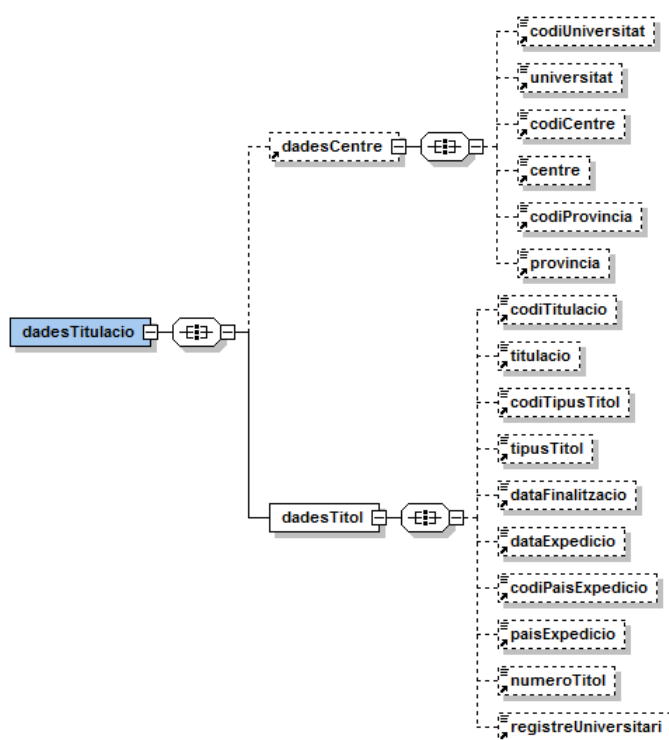 codiUniversitat
universitat
codiCentre
dadesCentre
centre
codiProvincia
provincia
dadesTitulacio
codiTitulacio
titulacio
codiTipusTitol
tipusTitol
dataFinalitzacio
dadesTitol
dataExpedicio
codiPaisExpedicio
paisExpedicio
numeroTitol
registreUniversitari